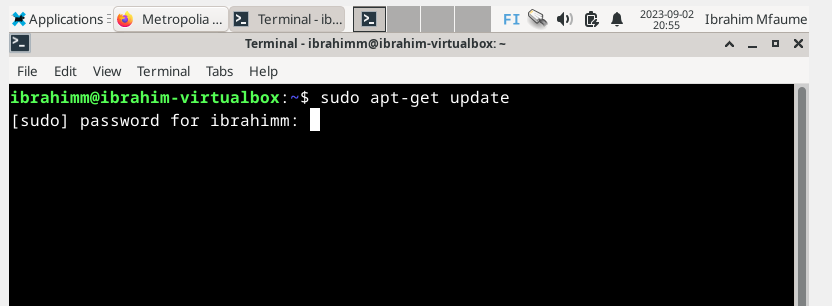 Applications
Metropolia ...
Terminal - ib...
FI
2023-09-02
20:55
Ibrahim Mfaume
Terminal - ibrahimm@ibrahim-virtualbox: ~
File Edit View Terminal Tabs Help
ibrahimm@ibrahim-virtualbox:~$ sudo apt-get update
[sudo] password for ibrahimm: